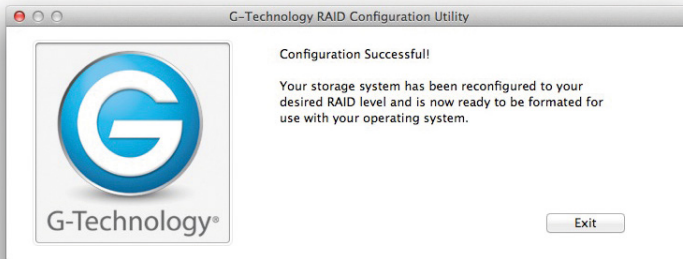 G-Technology RAID Configuration Utility
Configuration Successful!
Your storage system has been reconfigured to your
desired RAID level and is now ready to be formated for
use with your operating system.
G-Technology®
Exit